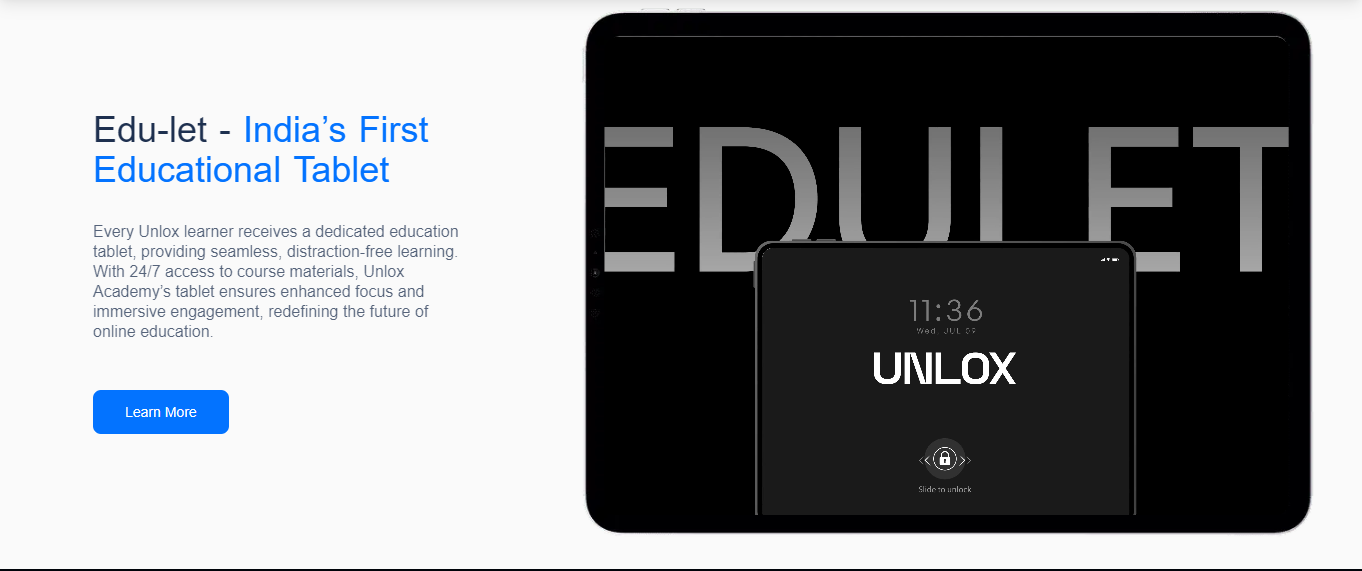 Edu-let - India’s First
Educational Tablet
Every Unlox learner receives a dedicated education
tablet, providing seamless, distraction-free learning.
With 24/7 access to course materials, Unlox
Academy’s tablet ensures enhanced focus and
immersive engagement, redefining the future of
online education.
Learn More
EDULET
11:36
Wed, JUL 09
UNLOX
Slide to unlock